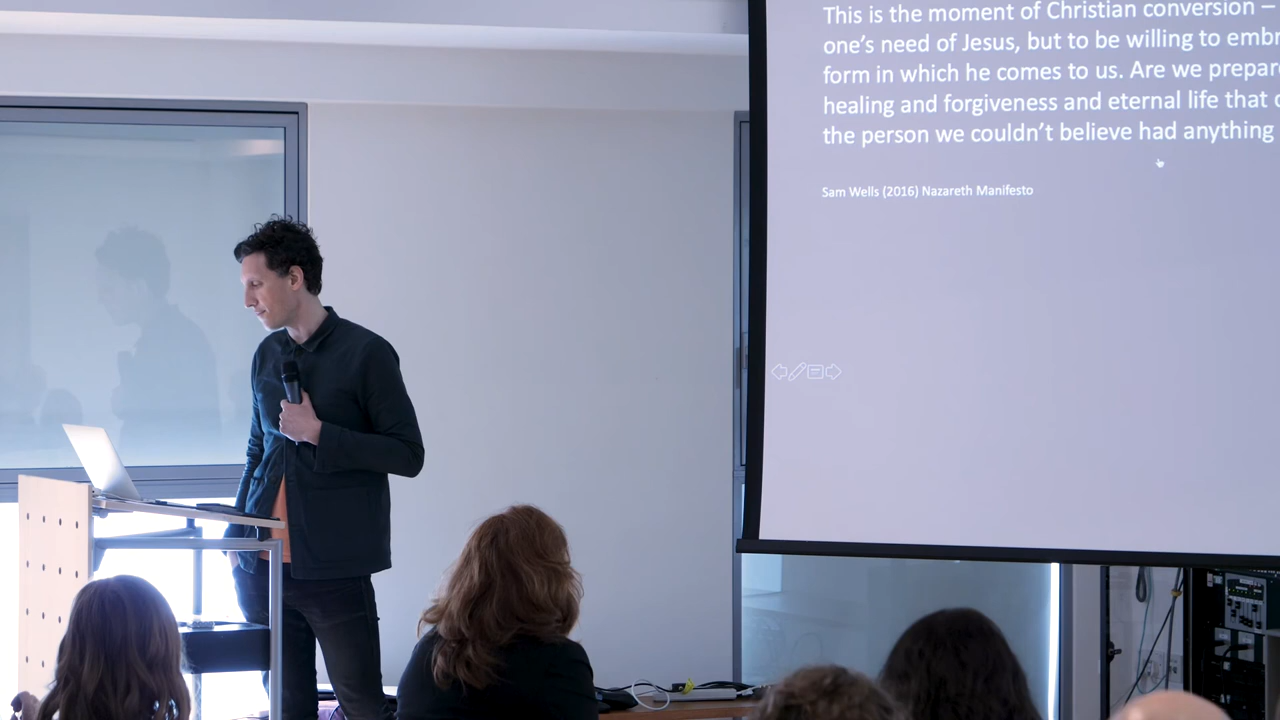 This is the moment of Christian conversion –
one's need of Jesus, but to be willing to
form in which he comes to us. Are we
healing and forgiveness and eternal life that
the person we couldn't believe had anything
Sam Wells (2016) Nazareth Manifesto